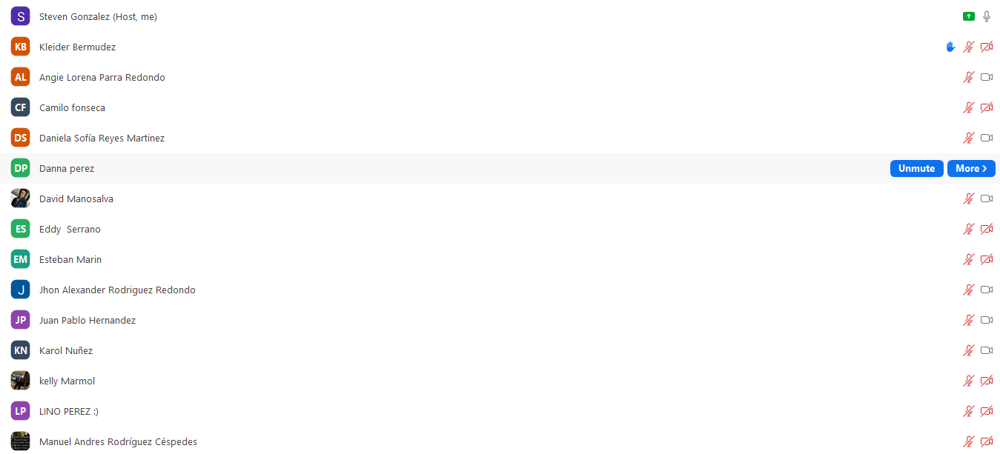 S Steven Gonzalez (Host, me)
KB Kleider Bermudez
AL Angie Lorena Parra Redondo
CF Camilo fonseca
DS Daniela Sofía Reyes Martinez
DP Danna perez Unmute More >
David Manosalva
ES Eddy  Serrano
EM Esteban Marin
J Jhon Alexander Rodriguez Redondo
JP Juan Pablo Hernandez
KN Karol Nuñez
kelly Marmol
LP LINO PEREZ :)
Manuel Andres Rodríguez Céspedes